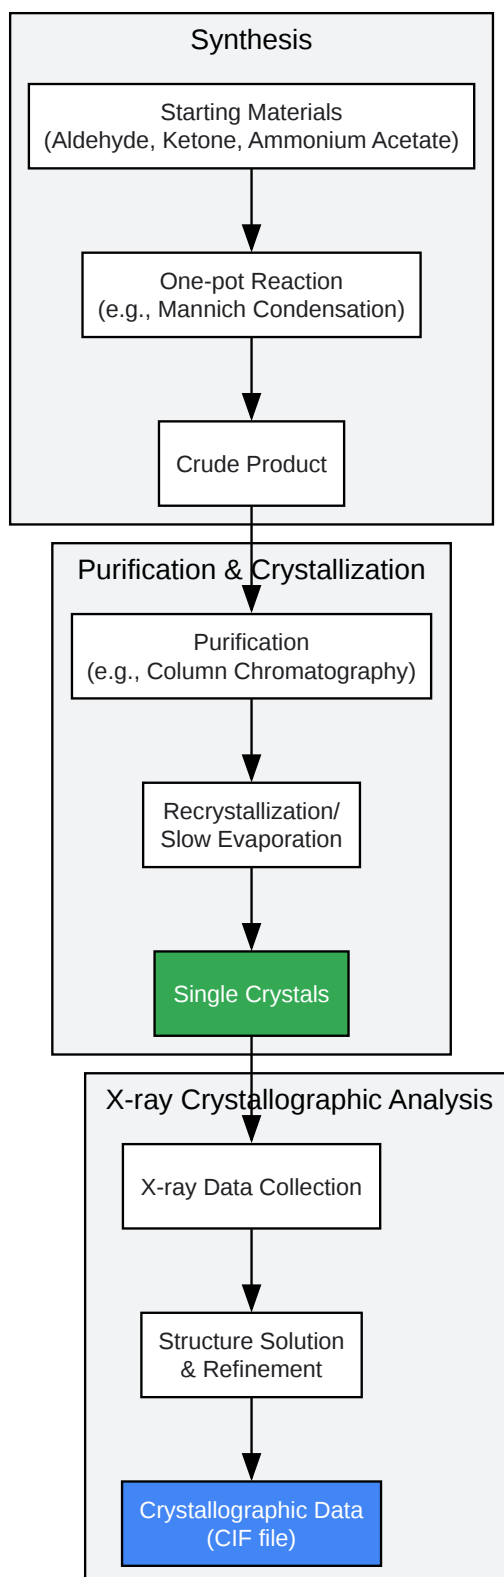 Synthesis
Starting Materials
(Aldehyde, Ketone, Ammonium Acetate)
One-pot Reaction
(e.g., Mannich Condensation)
Crude Product
Purification & Crystallization
Purification
(e.g., Column Chromatography)
Recrystallization/
Slow Evaporation
Single Crystals
X-ray Crystallographic Analysis
X-ray Data Collection
Structure Solution
& Refinement
Crystallographic Data
(CIF file)